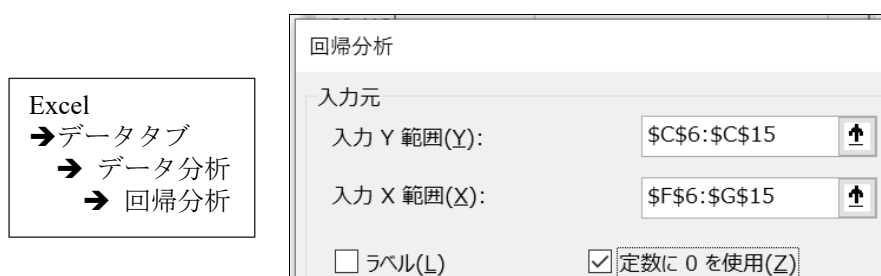 Excel
➔データタブ
➔ データ分析
➔ 回帰分析
回帰分析
入力元
入力 Y 範囲(Y):
$C$6:$C$15
入力 X 範囲(X):
$F$6:$G$15
ラベル(L)
定数に 0 を使用(Z)